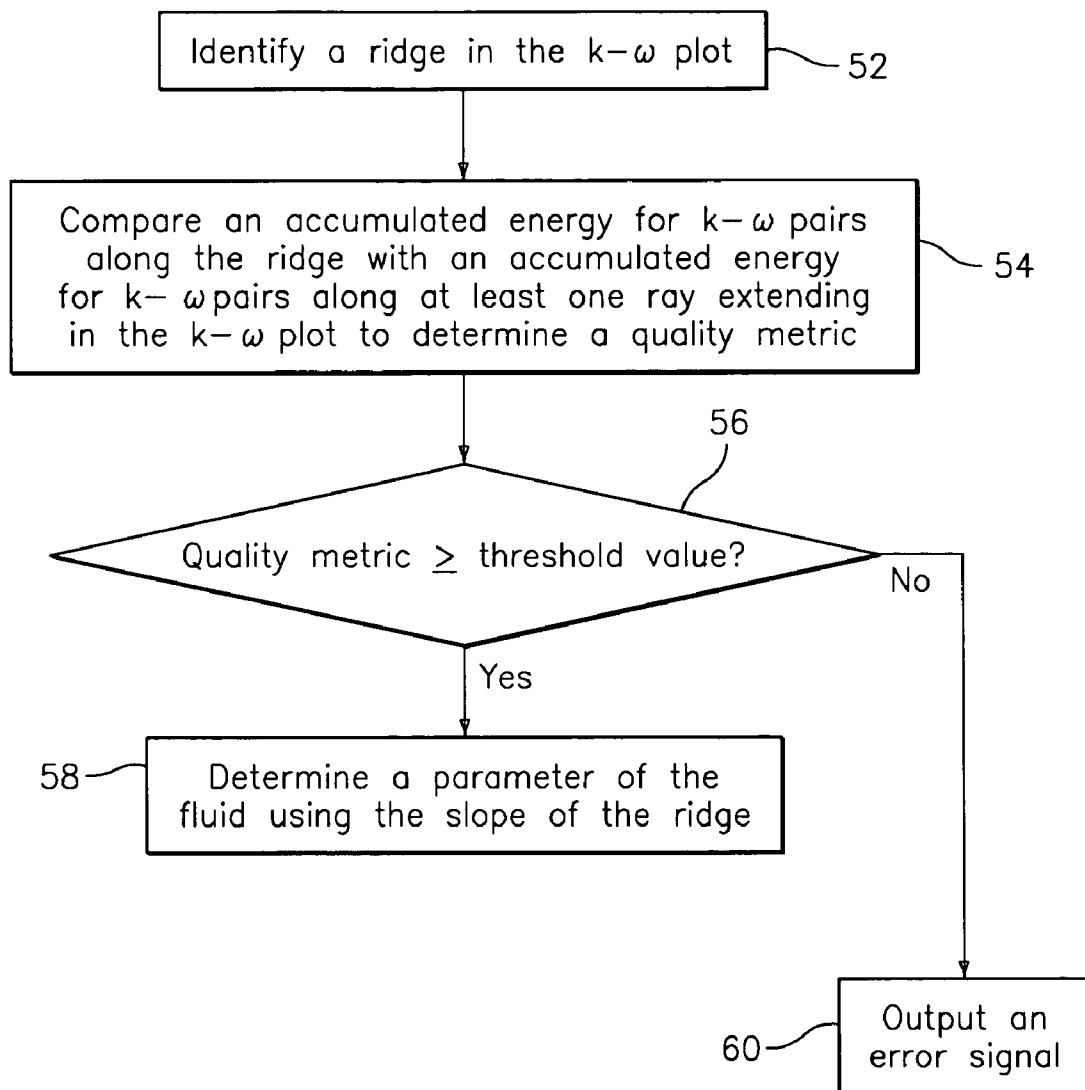 Identify a ridge in the k-ω plot
52
Compare an accumulated energy for k-ω pairs
along the ridge with an accumulated energy
for k-ω pairs along at least one ray extending
in the k-ω plot to determine a quality metric
54
56
Quality metric ≥ threshold value?
No
Yes
58
Determine a parameter of the
fluid using the slope of the ridge
Output an
error signal
60